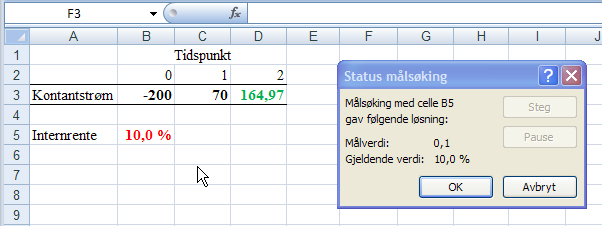 F3 fx
A B C D E F G H I J
1 Tidspunkt
2 0 1 2
3 Kontantstrøm -200 70 164,97
4
5 Internrente 10,0 %
6
7
8
9
Status målsøking
Målsøking med celle B5
gav følgende løsning:
Målverdi: 0,1
Gjeldende verdi: 10,0 %
Steg
Pause
OK Avbryt